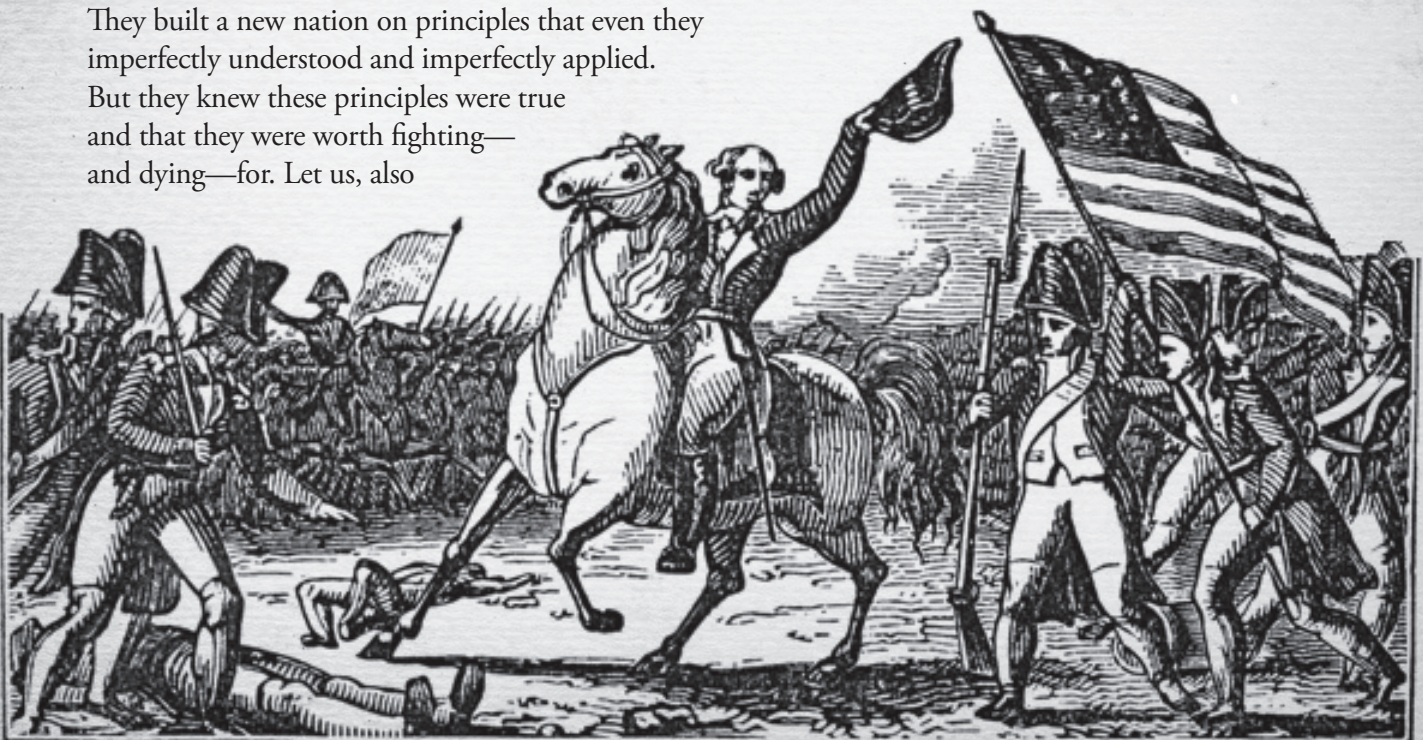 They built a new nation on principles that even they
imperfectly understood and imperfectly applied.
But they knew these principles were true
and that they were worth fighting—
and dying—for. Let us, also